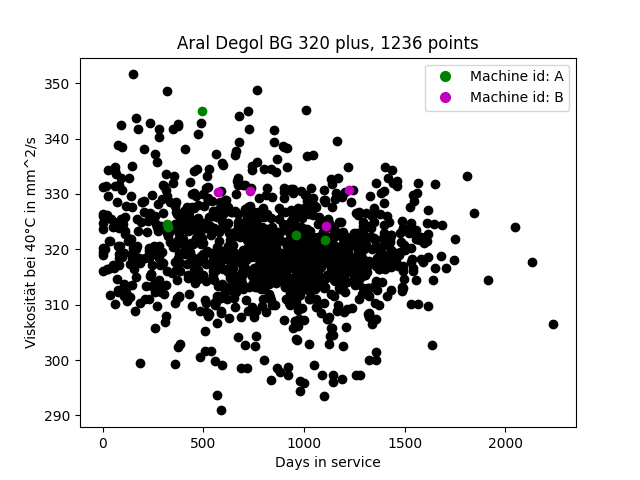 Aral Degol BG 320 plus, 1236 points
Machine id: A
Machine id: B
Viskosität bei 40°C in mm^2/s
350
340
330
320
310
300
290
0 500 1000 1500 2000
Days in service